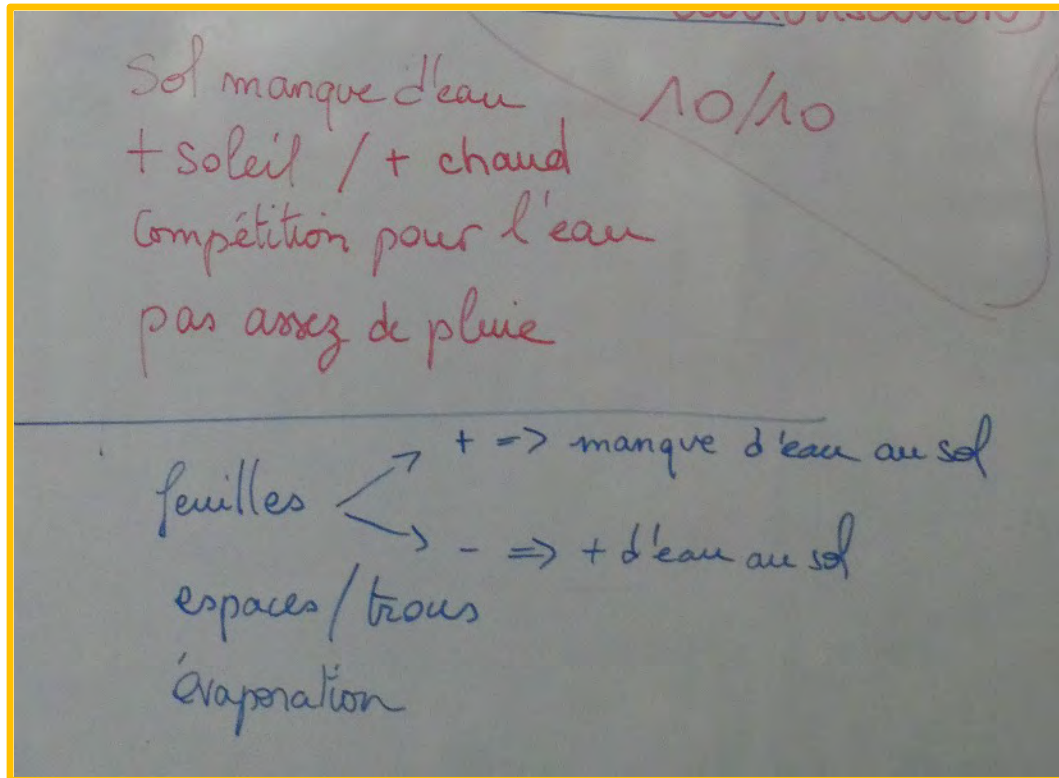 Sol manque d'eau
10/10
+ soleil / + chaud
Compétition pour l'eau
pas assez de pluie
feuilles
+ => manque d'eau au sol
- => + d'eau au sol
espaces / trous
évaporation